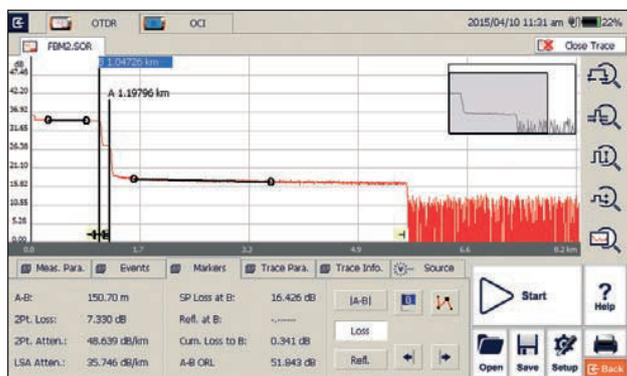 OTDR OCI 2015/04/10 11:31 am 22%
FBM2.SOR Close Trace
dB
47.46
42.20
36.92
31.65
26.38
21.10
15.82
10.55
5.28
0.00
B 1.04726 km
A 1.19796 km
0.0 1.7 3.3 4.9 6.6 8.2 km
Meas. Para. Events Markers Trace Para. Trace Info. Source
A-B: 150.70 m SP Loss at B: 16.426 dB |A-B|
2Pt. Loss: 7.330 dB Refl. at B: -.-----
2Pt. Atten.: 48.639 dB/km Cum. Loss to B: 0.341 dB Loss
LSA Atten.: 35.746 dB/km A-B ORL 51.843 dB Refl.
Start
? Help
Open Save Setup Back